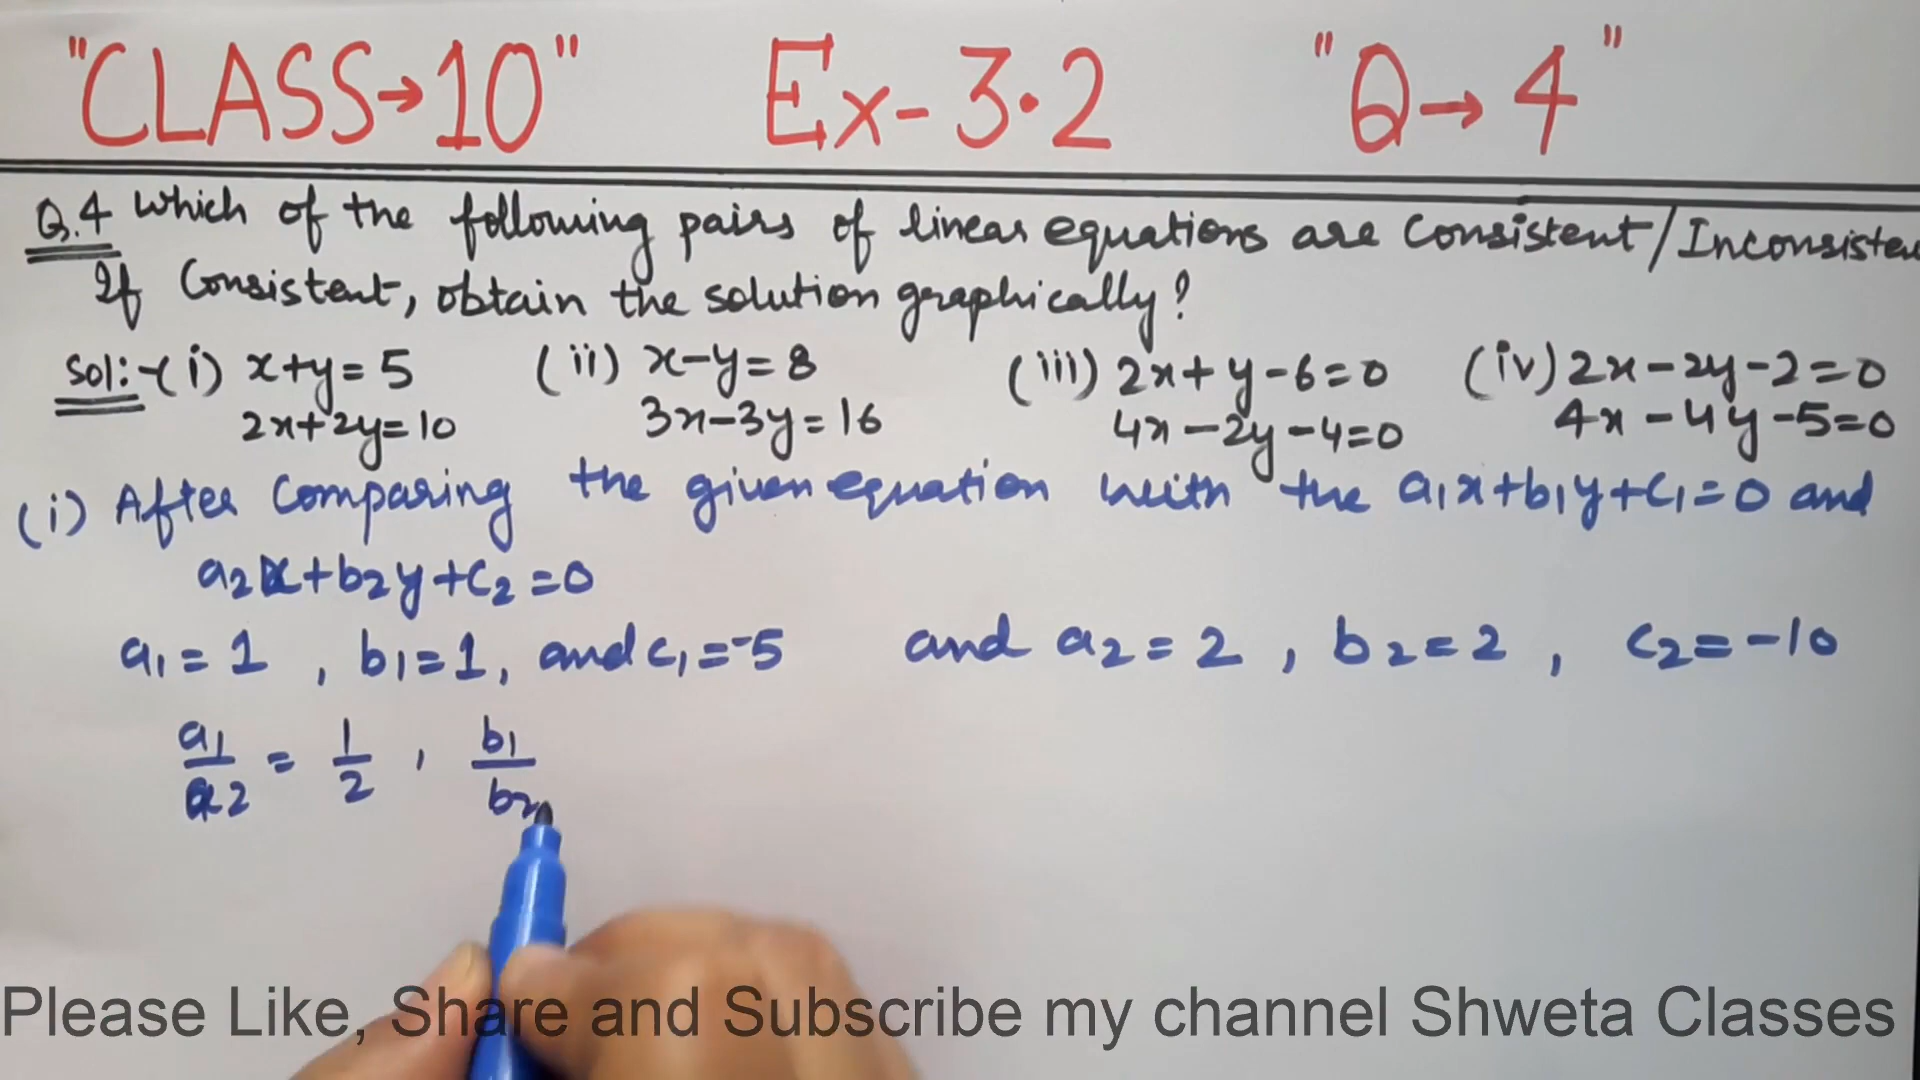 "CLASS→10" Ex-3.2 "Q→4"
Q.4 Which of the following pairs of linear equations are Consistent/Inconsisten
If Consistent, obtain the solution graphically?
Sol:- (i) x+y=5 (ii) x-y=8 (iii) 2x+y-6=0 (iv) 2x-2y-2=0
2x+2y=10 3x-3y=16 4x-2y-4=0 4x-4y-5=0
(i) After Comparing the given equation with the a1x+b1y+c1=0 and
a2x+b2y+c2=0
a1=1, b1=1, and c1=-5 and a2=2, b2=2, c2=-10
a1/a2 = 1/2, b1/b2
Please Like, Share and Subscribe my channel Shweta Classes